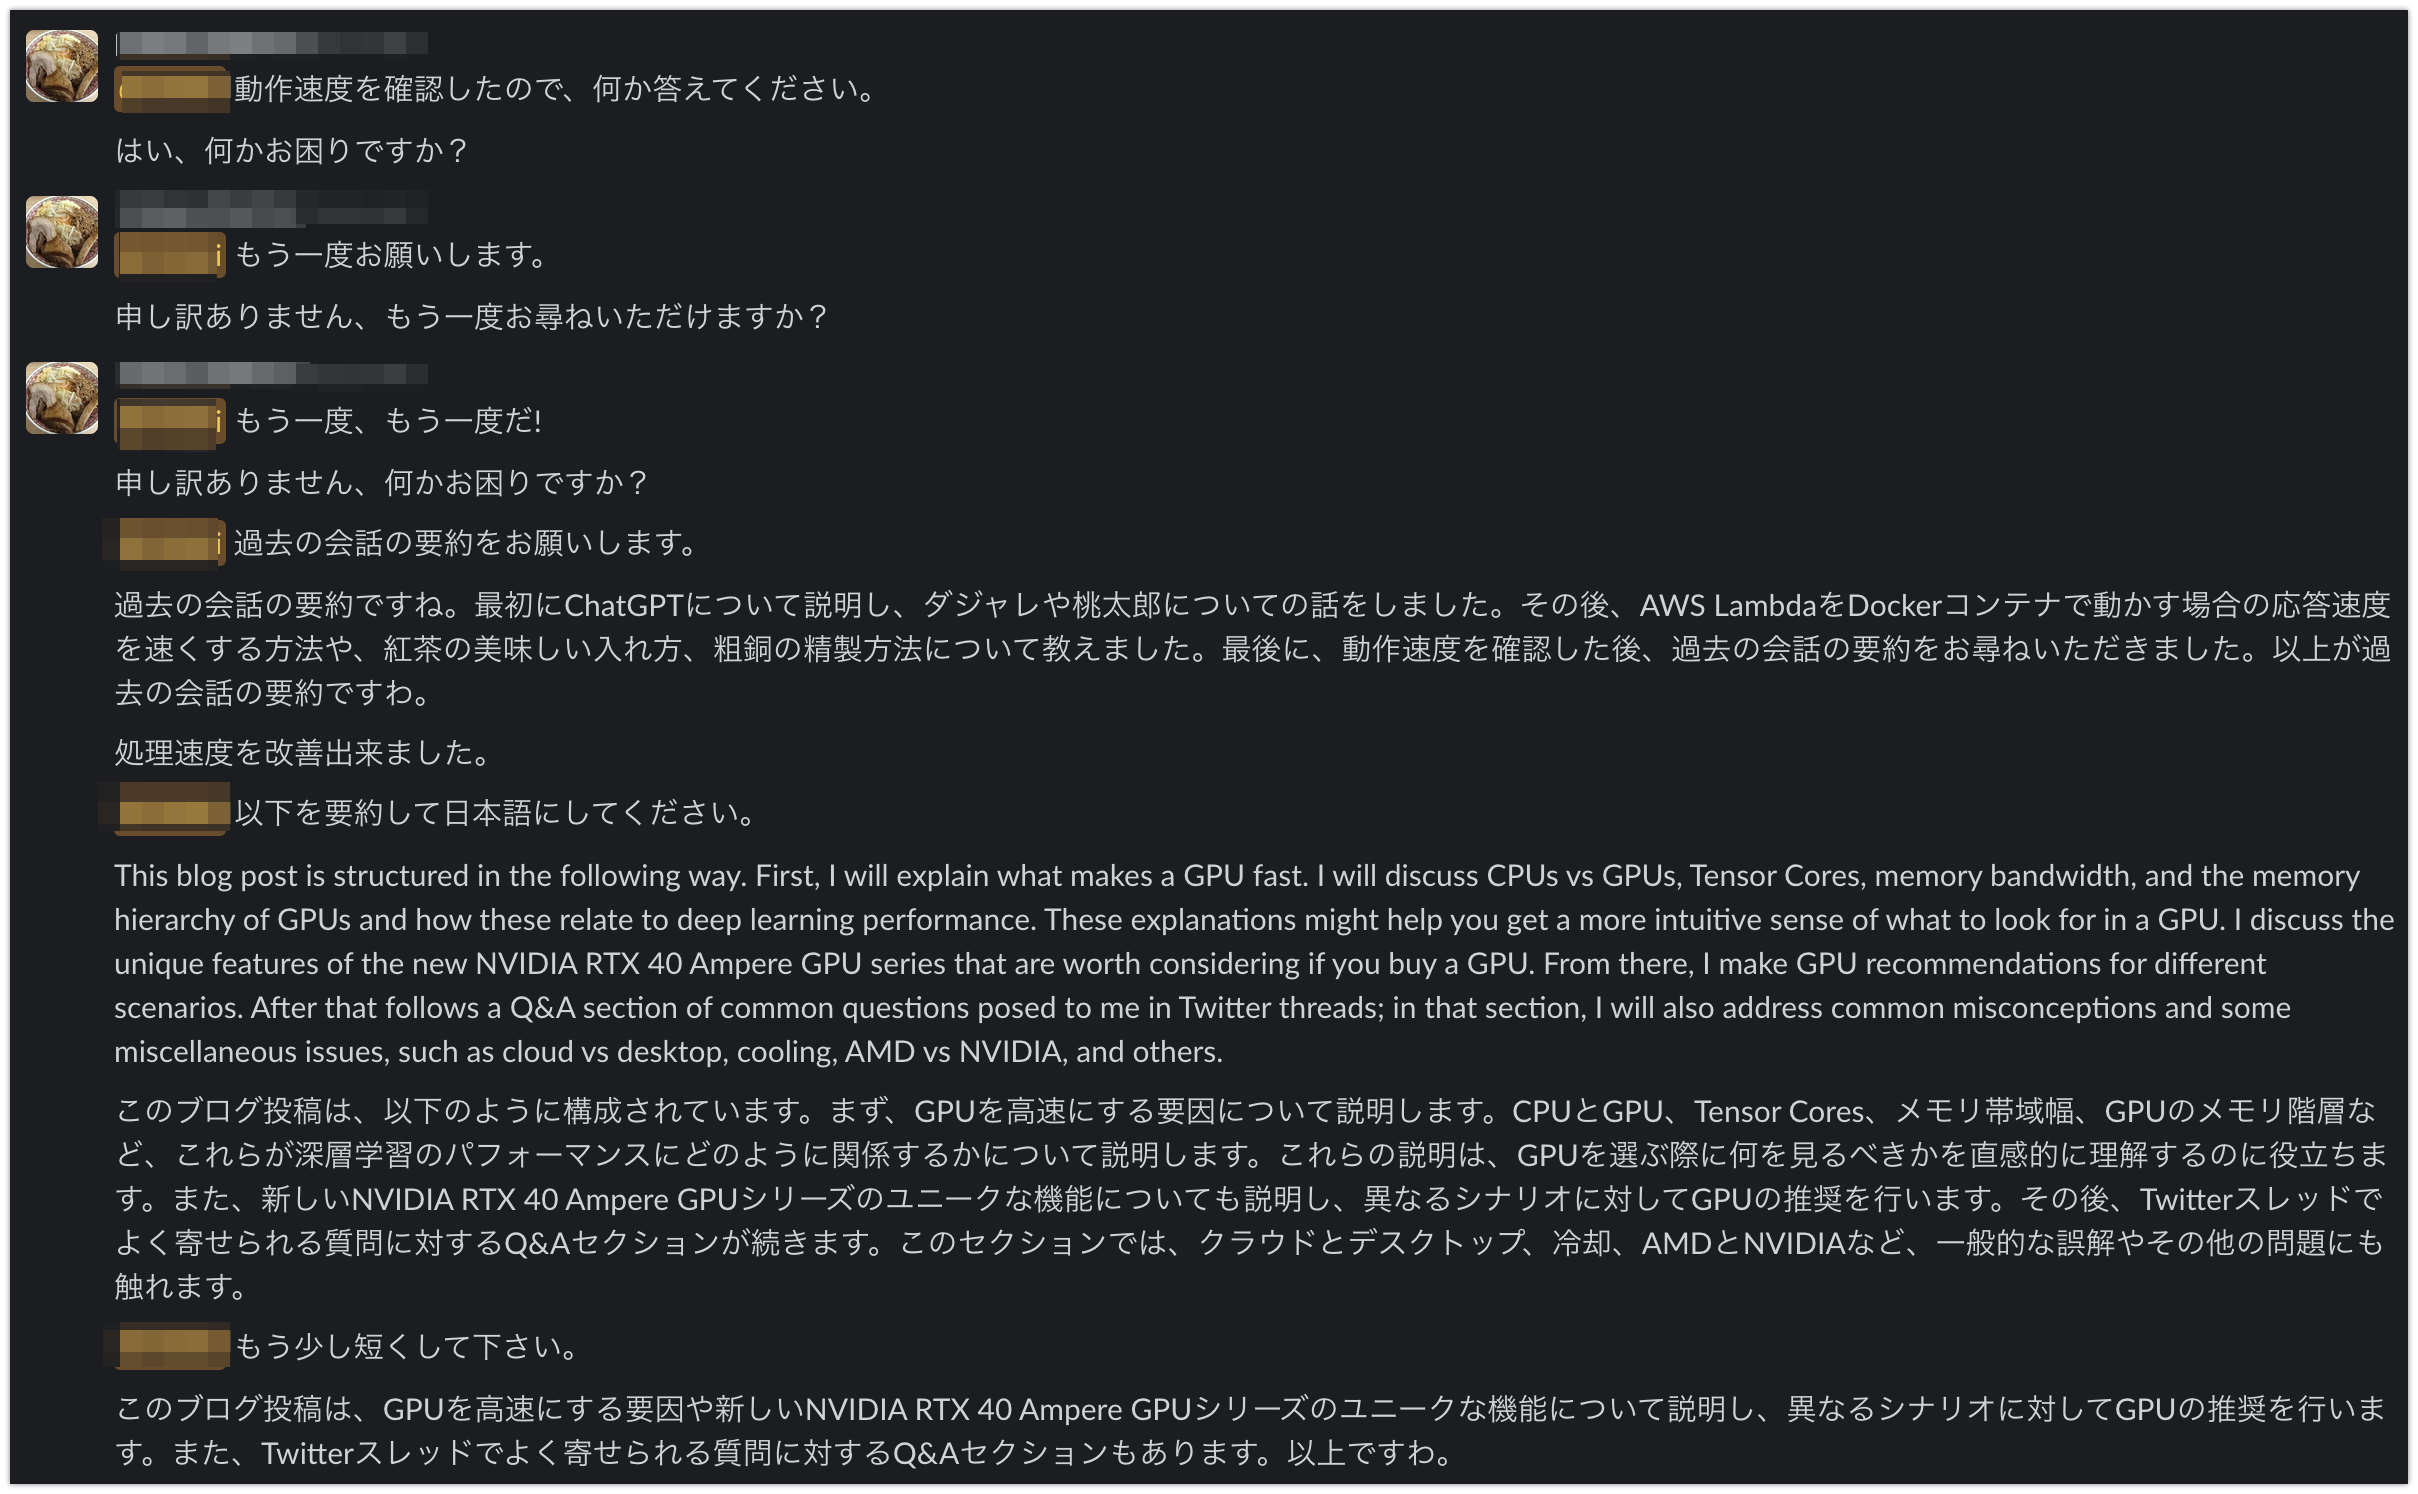 動作速度を確認したので、何か答えてください。
はい、何かお困りですか？
もう一度お願いします。
申し訳ありません、もう一度お尋ねいただけますか？
もう一度、もう一度だ!
申し訳ありません、何かお困りですか？
過去の会話の要約をお願いします。
過去の会話の要約ですね。最初にChatGPTについて説明し、ダジャレや桃太郎についての話をしました。その後、AWS LambdaをDockerコンテナで動かす場合の応答速度
を速くする方法や、紅茶の美味しい入れ方、粗銅の精製方法について教えました。最後に、動作速度を確認した後、過去の会話の要約をお尋ねいただきました。以上が過
去の会話の要約ですわ。
処理速度を改善出来ました。
以下を要約して日本語にしてください。
This blog post is structured in the following way. First, I will explain what makes a GPU fast. I will discuss CPUs vs GPUs, Tensor Cores, memory bandwidth, and the memory
hierarchy of GPUs and how these relate to deep learning performance. These explanations might help you get a more intuitive sense of what to look for in a GPU. I discuss the
unique features of the new NVIDIA RTX 40 Ampere GPU series that are worth considering if you buy a GPU. From there, I make GPU recommendations for different
scenarios. After that follows a Q&A section of common questions posed to me in Twitter threads; in that section, I will also address common misconceptions and some
miscellaneous issues, such as cloud vs desktop, cooling, AMD vs NVIDIA, and others.
このブログ投稿は、以下のように構成されています。まず、GPUを高速にする要因について説明します。CPUとGPU、Tensor Cores、メモリ帯域幅、GPUのメモリ階層な
ど、これらが深層学習のパフォーマンスにどのように関係するかについて説明します。これらの説明は、GPUを選ぶ際に何を見るべきかを直感的に理解するのに役立ちま
す。また、新しいNVIDIA RTX 40 Ampere GPUシリーズのユニークな機能についても説明し、異なるシナリオに対してGPUの推奨を行います。その後、Twitterスレッドで
よく寄せられる質問に対するQ&Aセクションが続きます。このセクションでは、クラウドとデスクトップ、冷却、AMDとNVIDIAなど、一般的な誤解やその他の問題にも
触れます。
もう少し短くして下さい。
このブログ投稿は、GPUを高速にする要因や新しいNVIDIA RTX 40 Ampere GPUシリーズのユニークな機能について説明し、異なるシナリオに対してGPUの推奨を行いま
す。また、Twitterスレッドでよく寄せられる質問に対するQ&Aセクションもあります。以上ですわ。